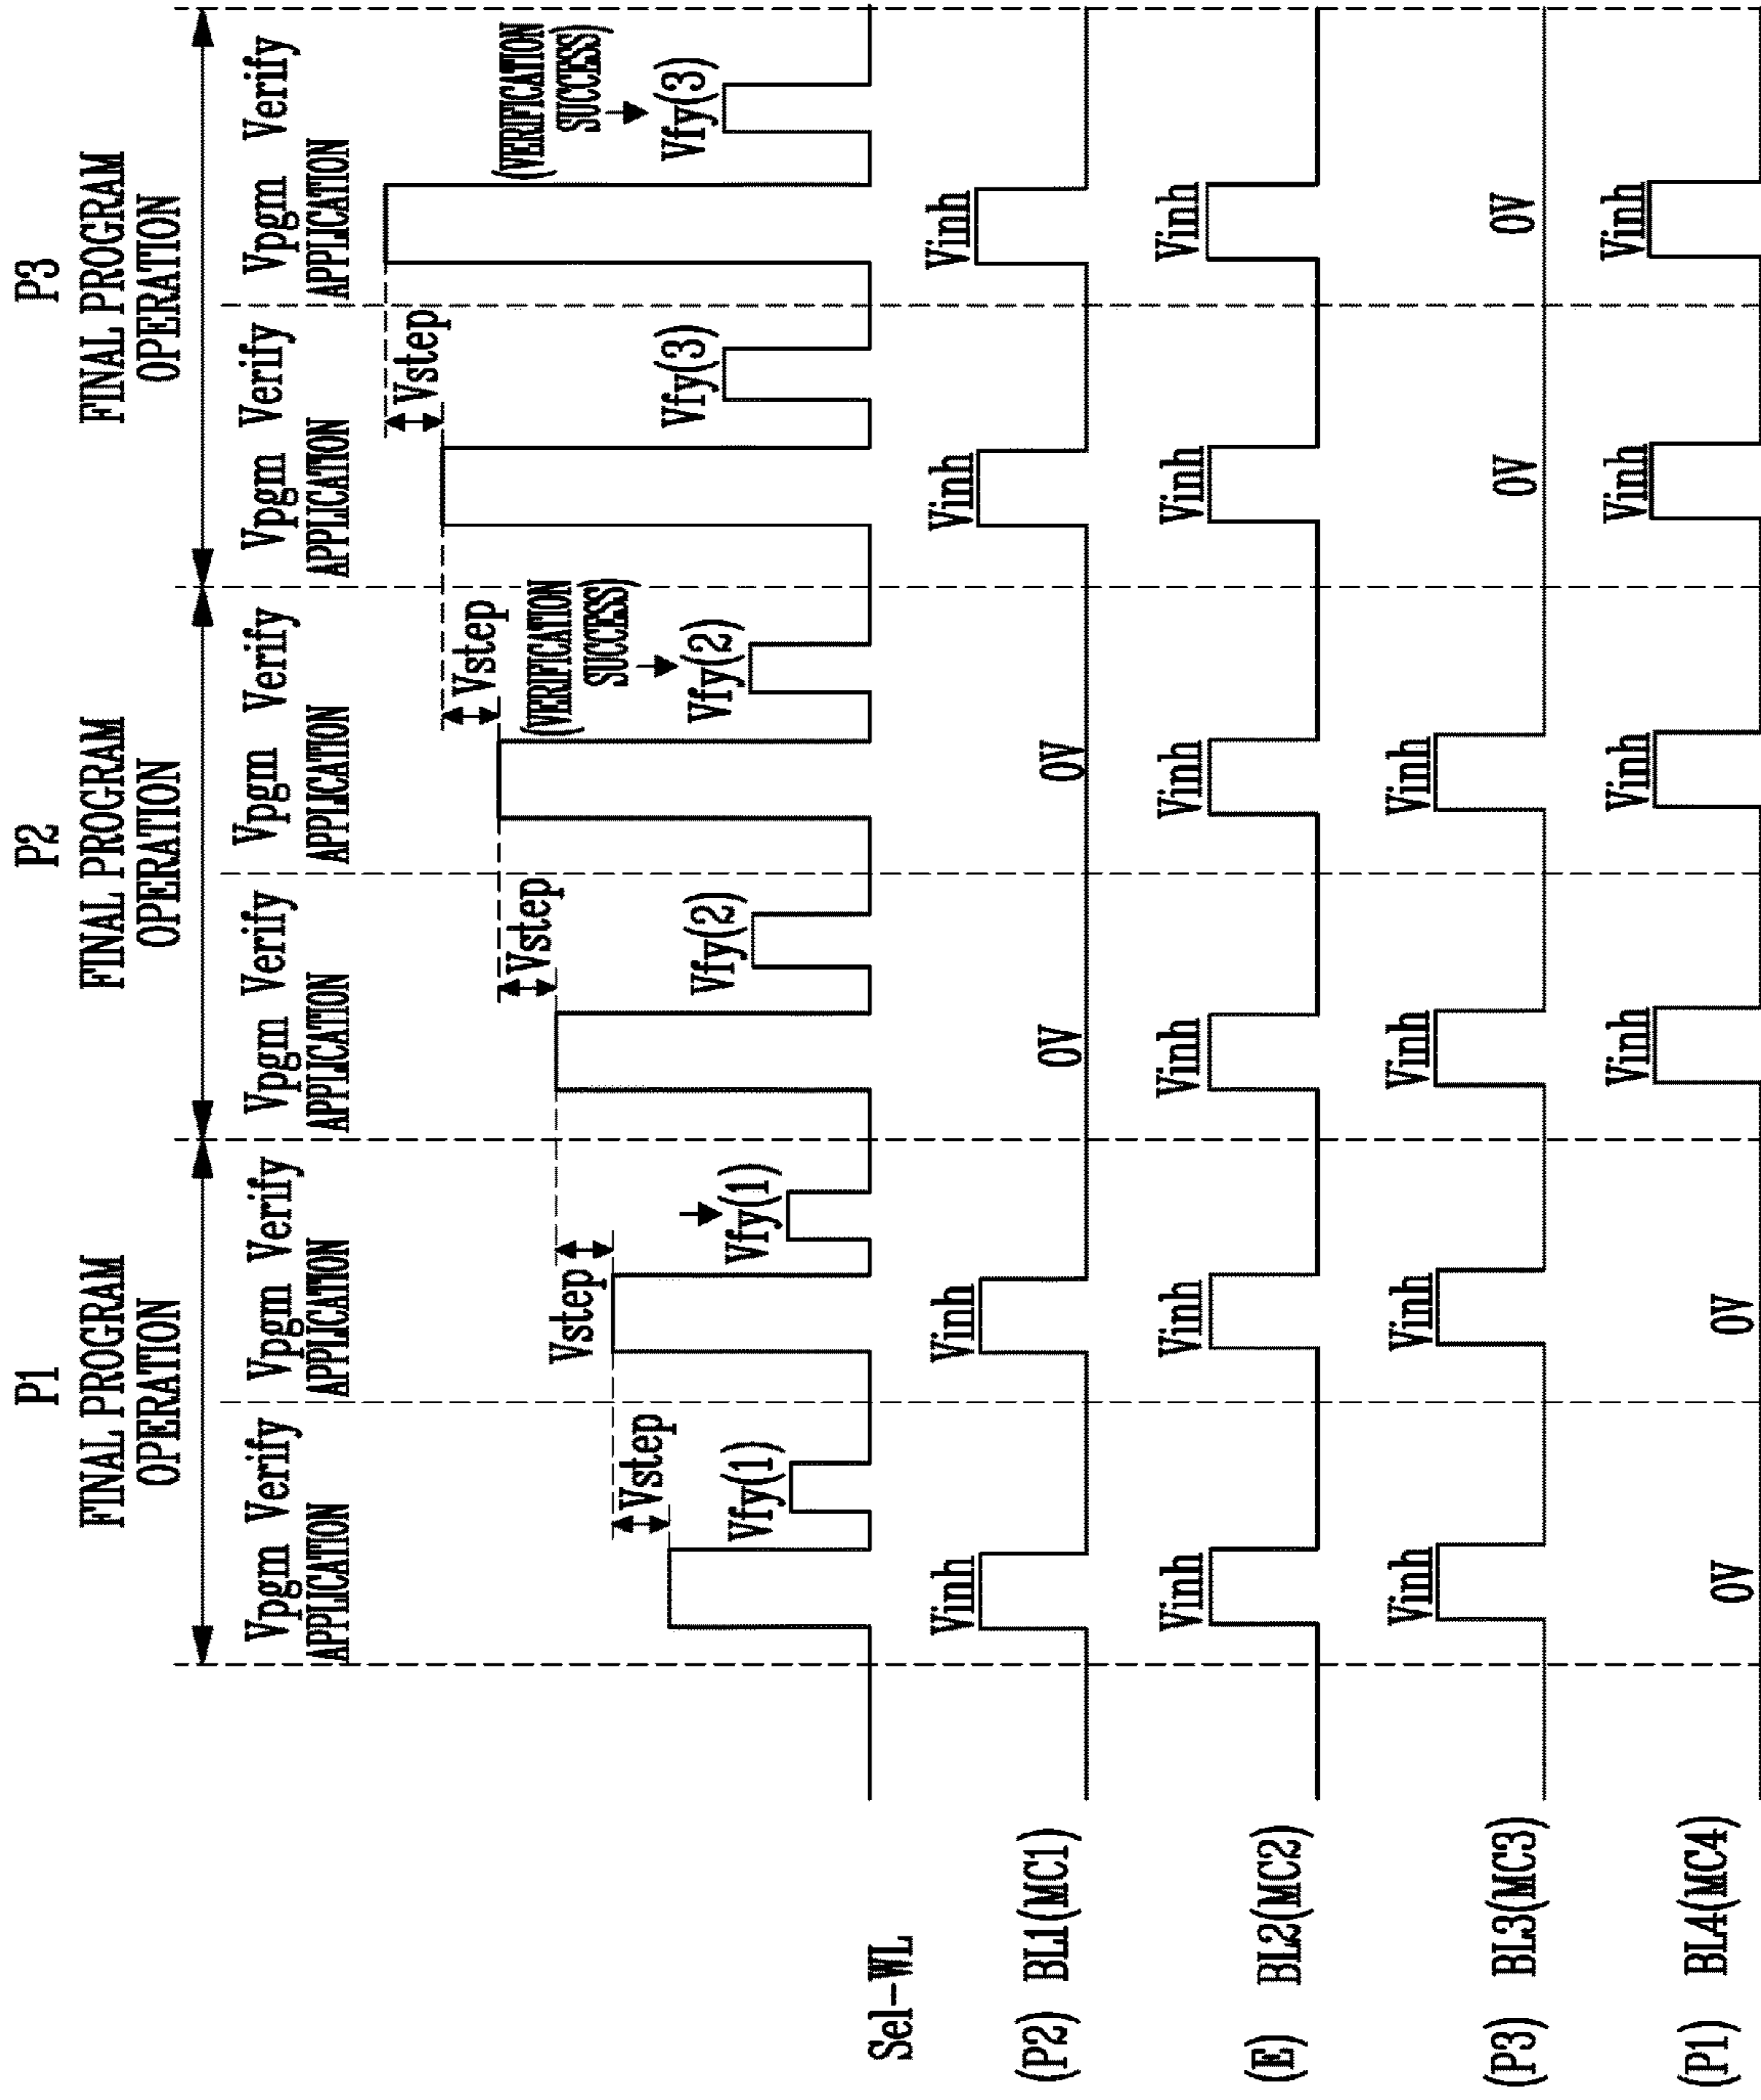 P1
FINAL PROGRAM
OPERATION
P2
FINAL PROGRAM
OPERATION
P3
FINAL PROGRAM
OPERATION
Vpgm Verify
APPLICATION
Vpgm Verify
APPLICATION
Vpgm Verify
APPLICATION
Vpgm Verify
APPLICATION
Vpgm Verify
APPLICATION
Vpgm Verify
APPLICATION
Sel-WL
Vstep
Vfy(1)
Vstep
Vfy(1)
Vstep
Vfy(2)
Vstep
(VERIFICATION
SUCCESS)
Vfy(2)
Vstep
Vfy(3)
(VERIFICATION
SUCCESS)
Vfy(3)
(P2) BL1(MC1)
Vinh
Vinh
0V
0V
Vinh
Vinh
(E) BL2(MC2)
Vinh
Vinh
Vinh
Vinh
Vinh
Vinh
(P3) BL3(MC3)
Vinh
Vinh
Vinh
Vinh
0V
0V
(P1) BL4(MC4)
0V
0V
Vinh
Vinh
Vinh
Vinh